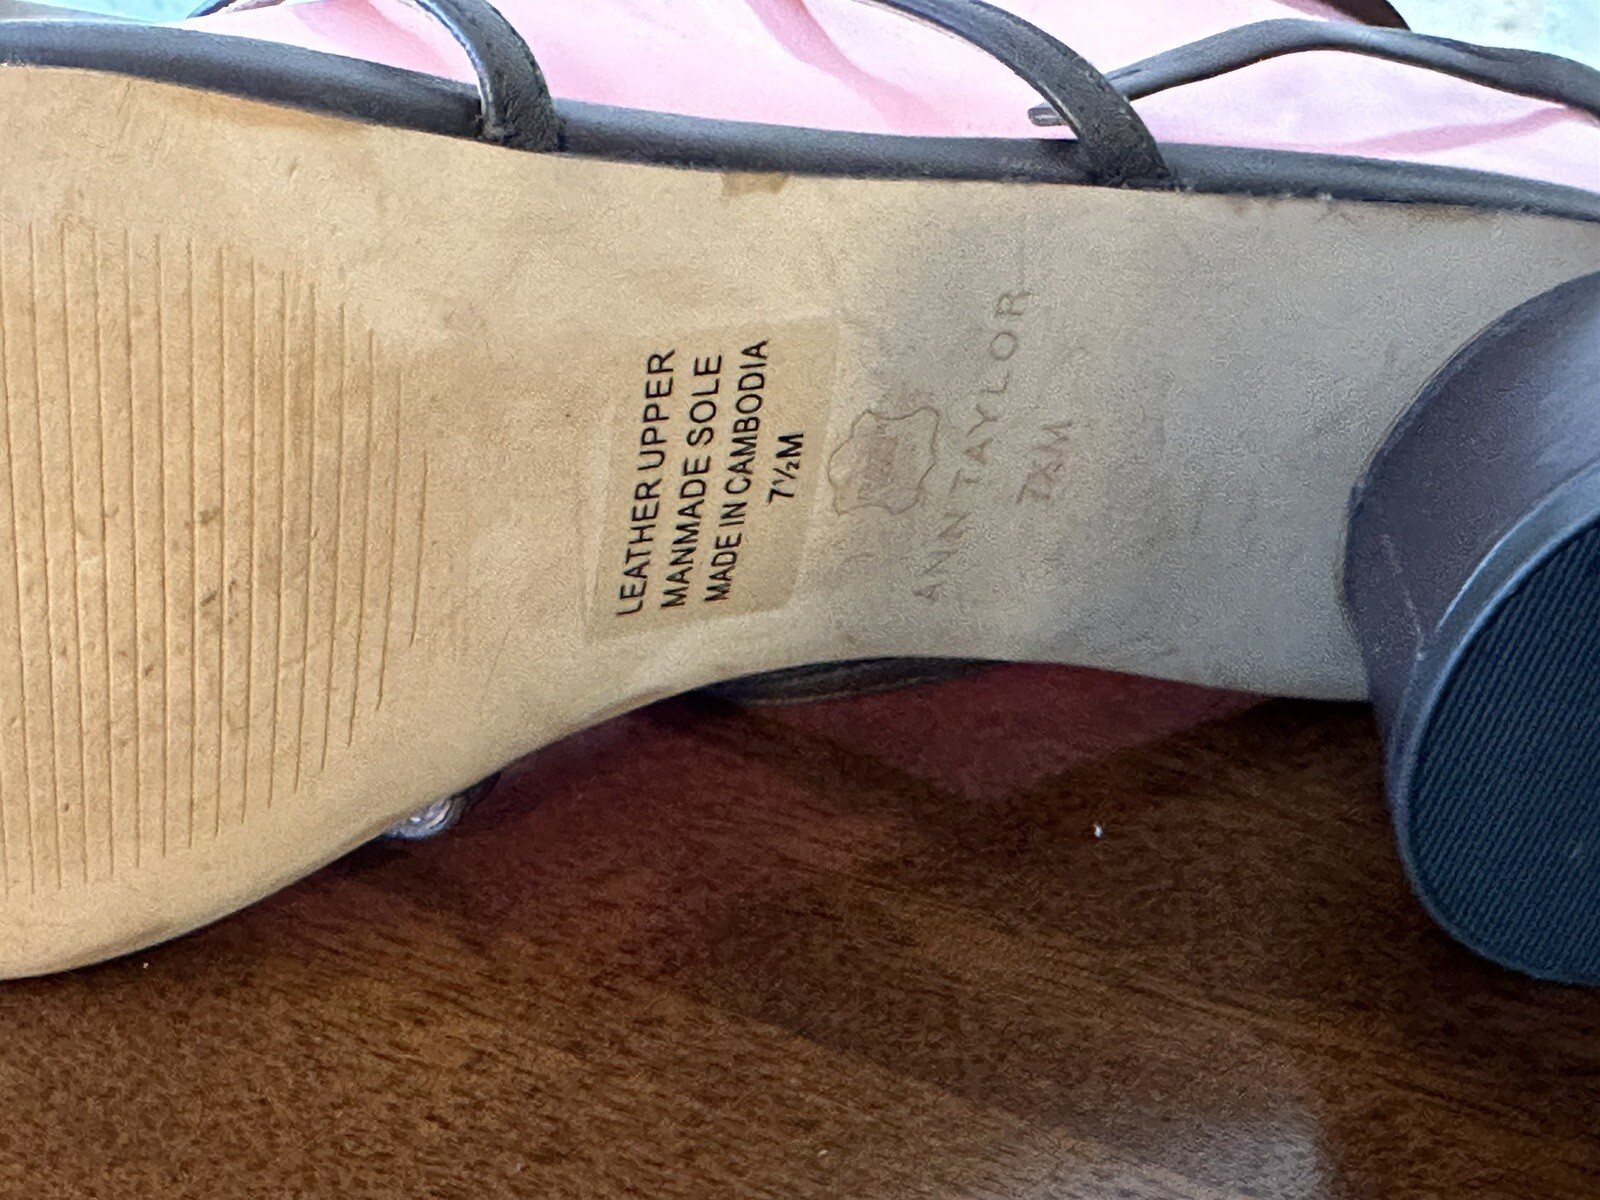 LEATHER UPPER
MANMADE SOLE
MADE IN CAMBODIA
7½M
ANN TAYLOR
7½M